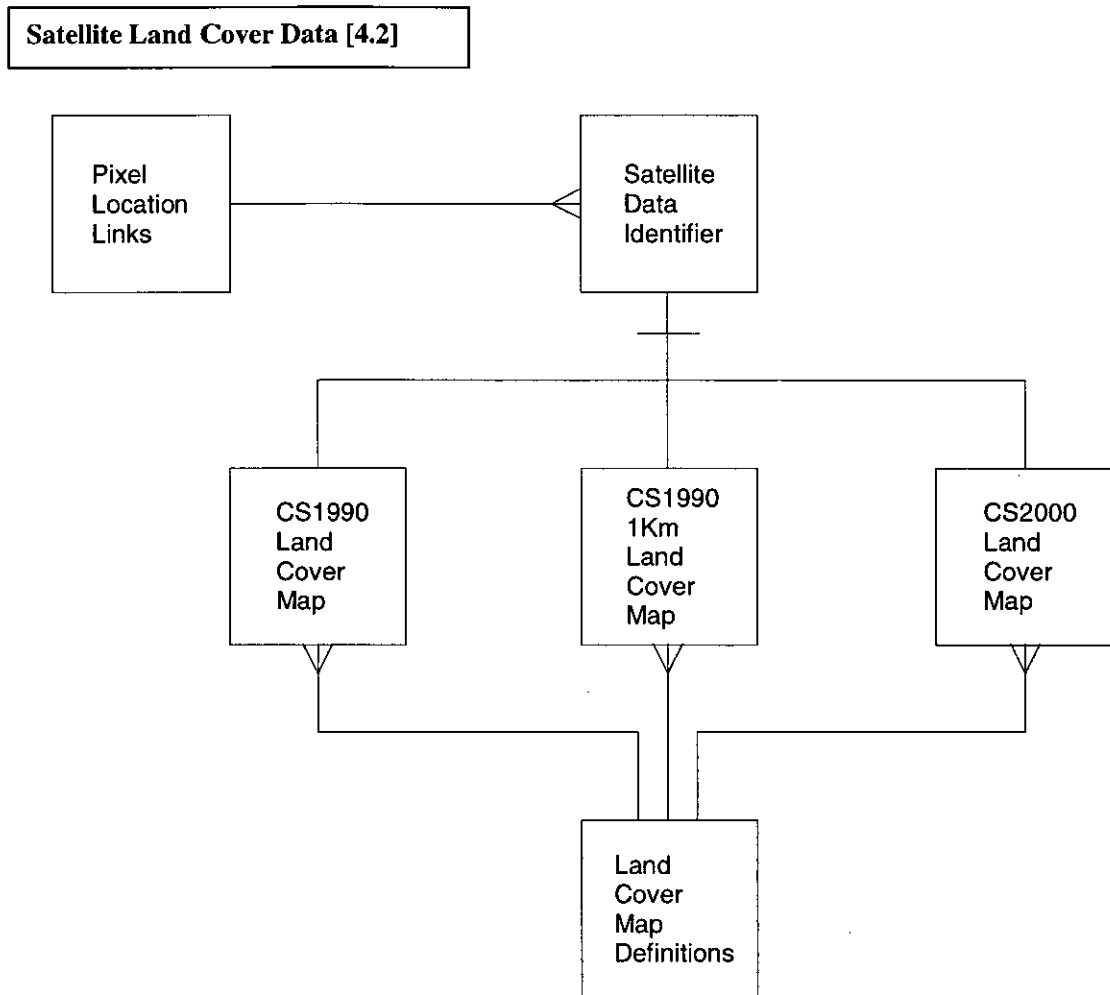 Satellite Land Cover Data [4.2]
Pixel
Location
Links
Satellite
Data
Identifier
CS1990
Land
Cover
Map
CS1990
1Km
Land
Cover
Map
CS2000
Land
Cover
Map
Land
Cover
Map
Definitions